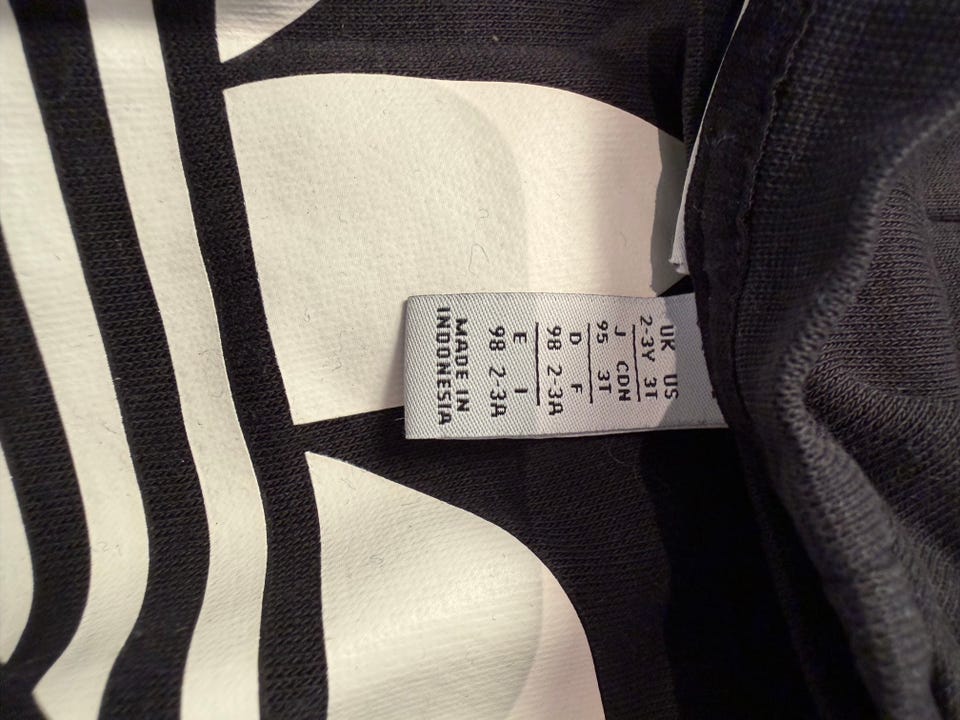 UK US
2-3Y 3T
J CDN
95 3T
D F
98 2-3A
E I
98 2-3A
MADE IN
INDONESIA